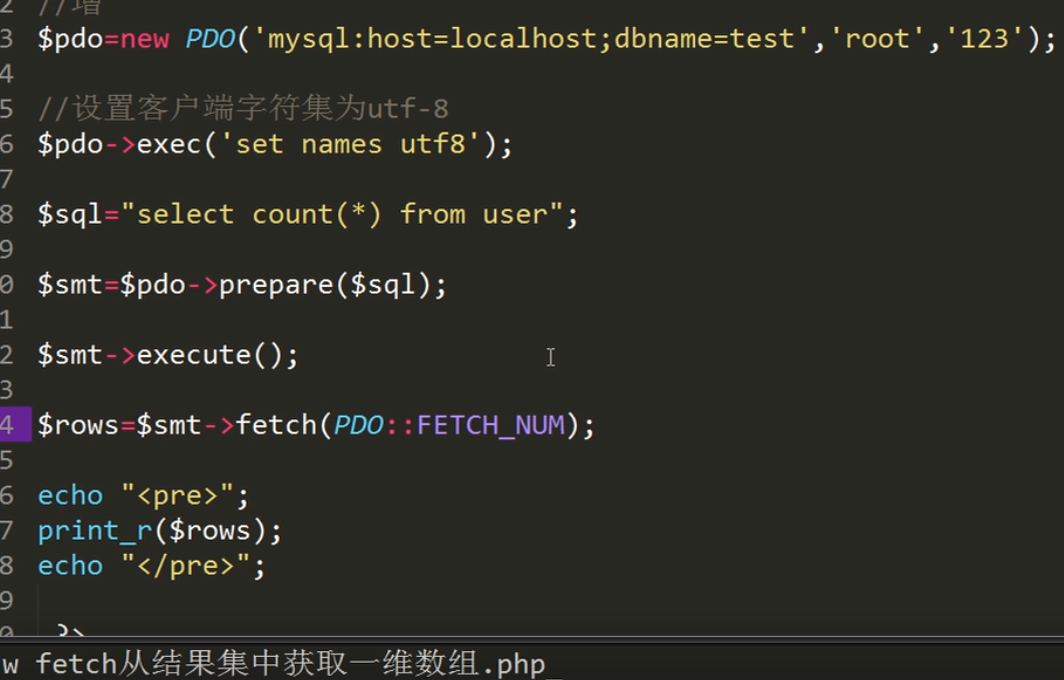 2 //增
3 $pdo=new PDO('mysql:host=localhost;dbname=test','root','123');
4
5 //设置客户端字符集为utf-8
6 $pdo->exec('set names utf8');
7
8 $sql="select count(*) from user";
9
0 $smt=$pdo->prepare($sql);
1
2 $smt->execute();
3
4 $rows=$smt->fetch(PDO::FETCH_NUM);
5
6 echo "<pre>";
7 print_r($rows);
8 echo "</pre>";
9
0 ?>
w fetch从结果集中获取一维数组.php